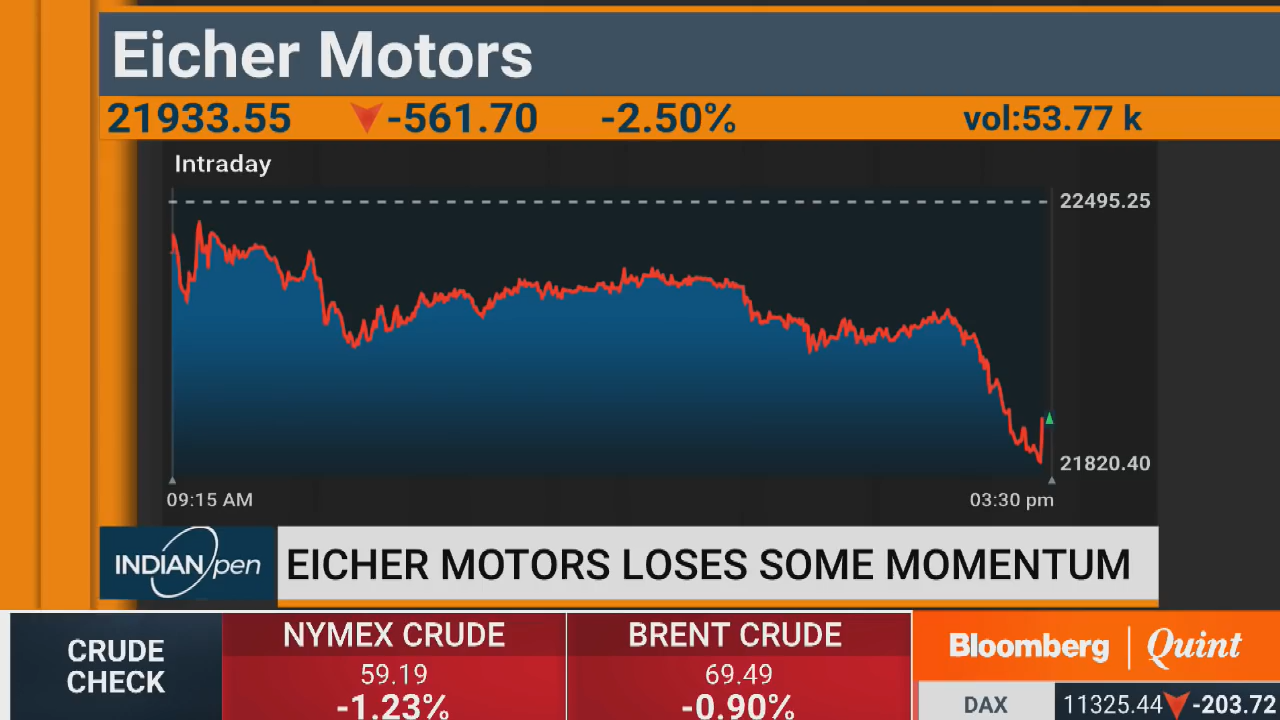 Eicher Motors
21933.55 -561.70 -2.50% vol:53.77 k
Intraday
22495.25
21820.40
09:15 AM 03:30 pm
INDIAN pen
EICHER MOTORS LOSES SOME MOMENTUM
CRUDE
CHECK
NYMEX CRUDE
59.19
-1.23%
BRENT CRUDE
69.49
-0.90%
Bloomberg | Quint
DAX 11325.44 -203.72